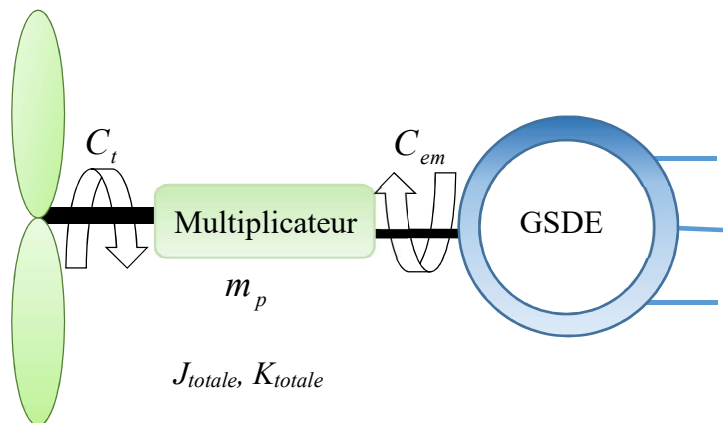 C_t
C_em
Multiplicateur
GSDE
m_p
J_totale, K_totale